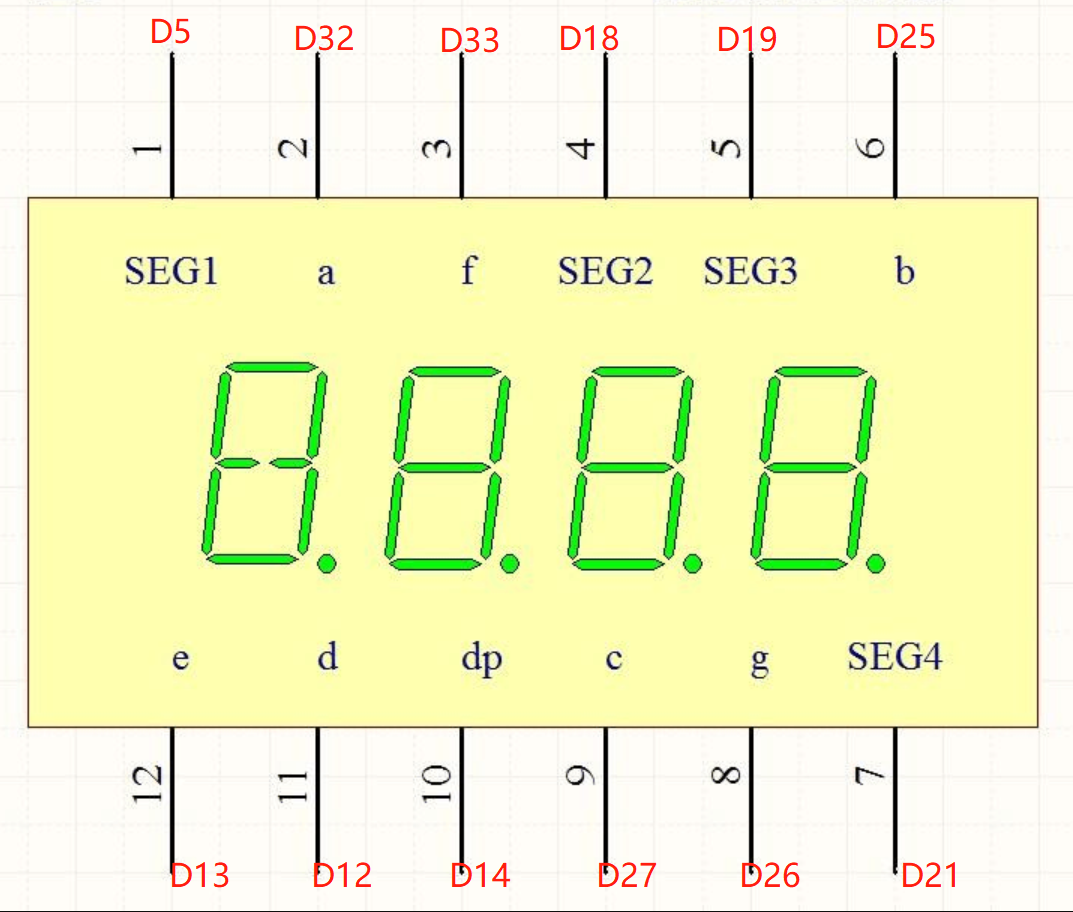 D5 D32 D33 D18 D19 D25
1 2 3 4 5 6
SEG1 a f SEG2 SEG3 b
e d dp c g SEG4
12 11 10 9 8 7
D13 D12 D14 D27 D26 D21